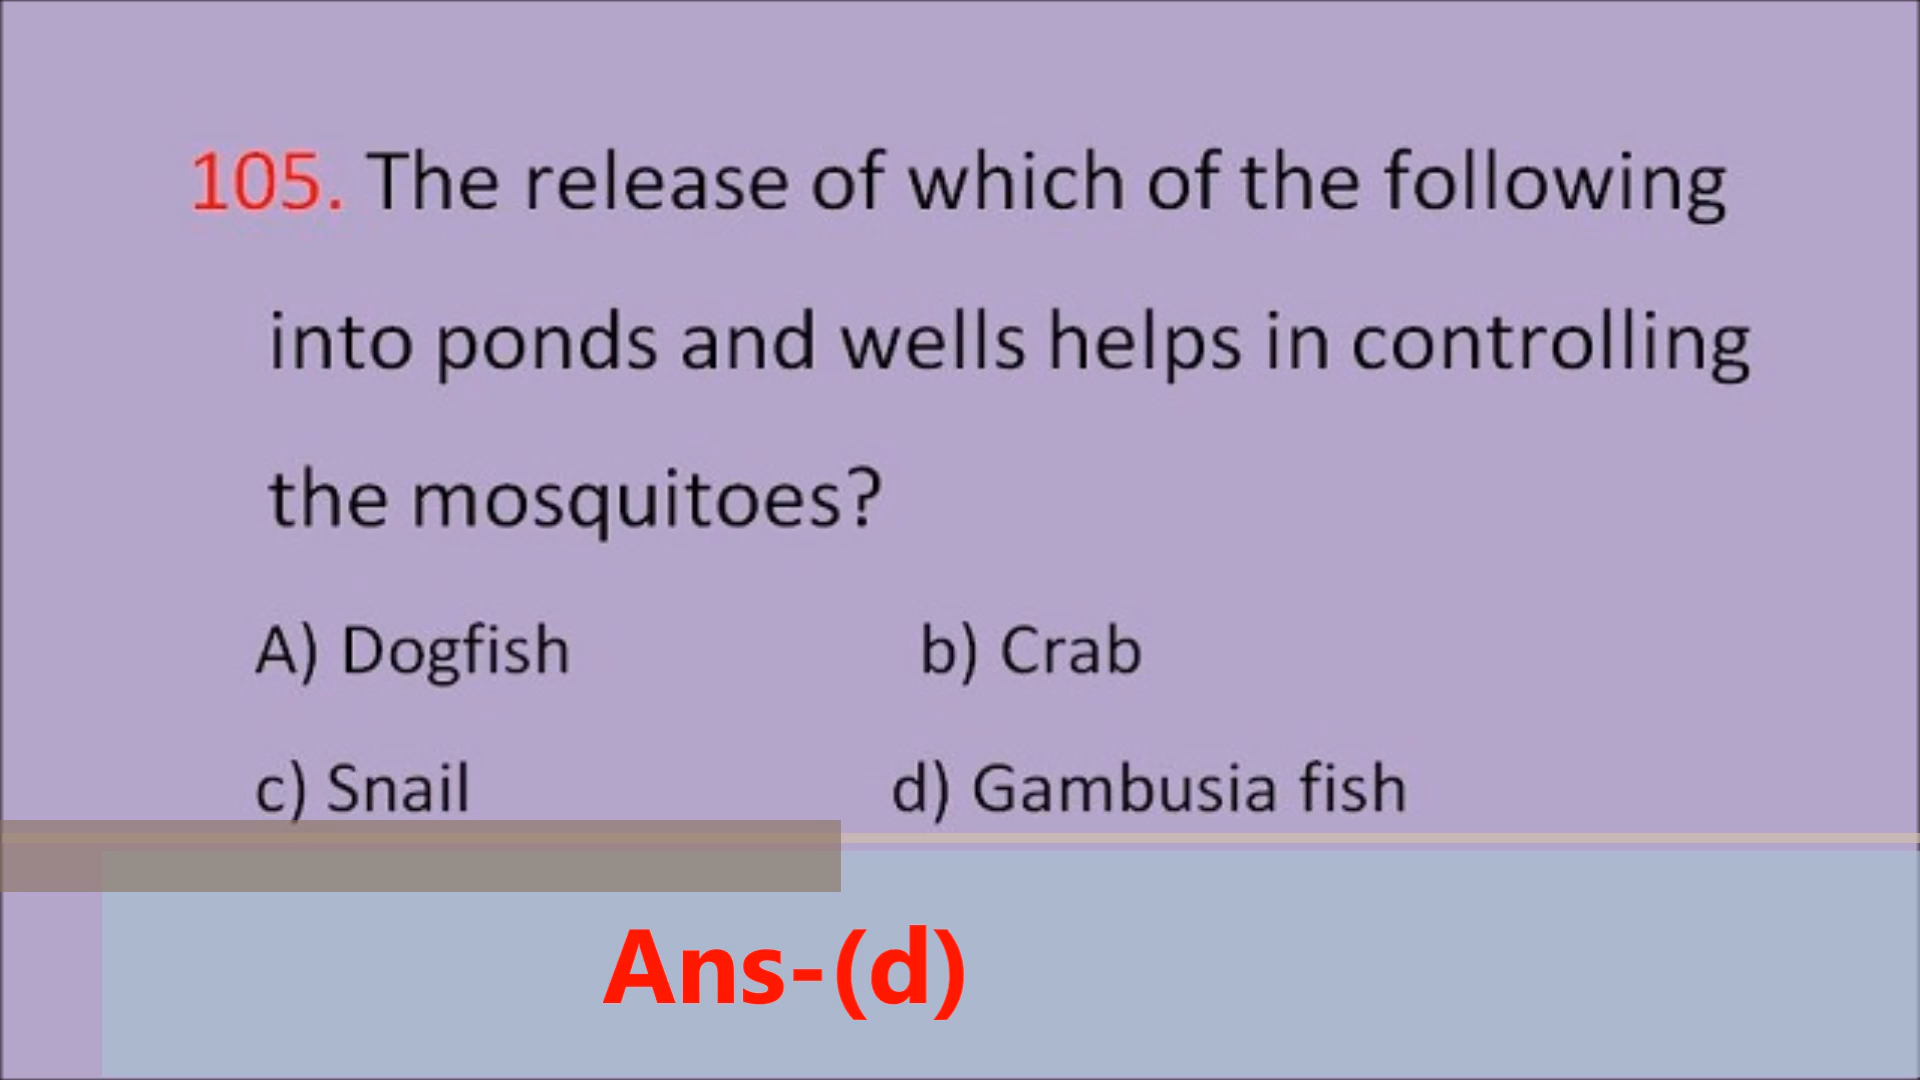 105. The release of which of the following
into ponds and wells helps in controlling
the mosquitoes?
A) Dogfish b) Crab
c) Snail d) Gambusia fish
Ans-(d)